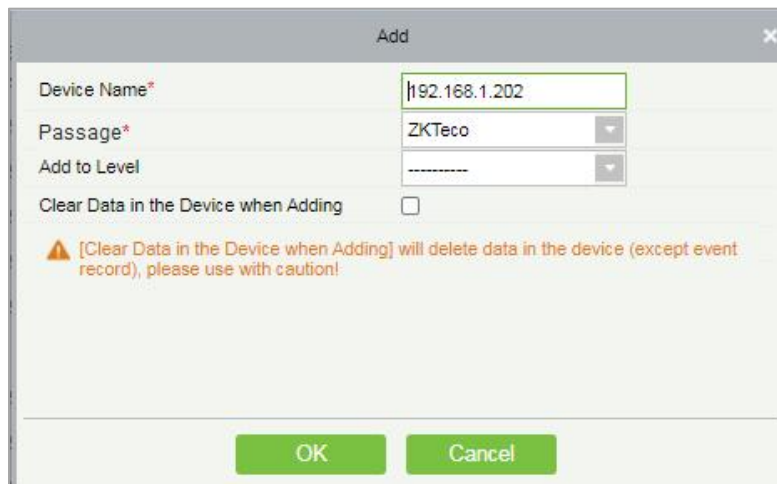 Add
Device Name* 192.168.1.202
Passage* ZKTeco
Add to Level ----------
Clear Data in the Device when Adding
[Clear Data in the Device when Adding] will delete data in the device (except event
record), please use with caution!
OK Cancel